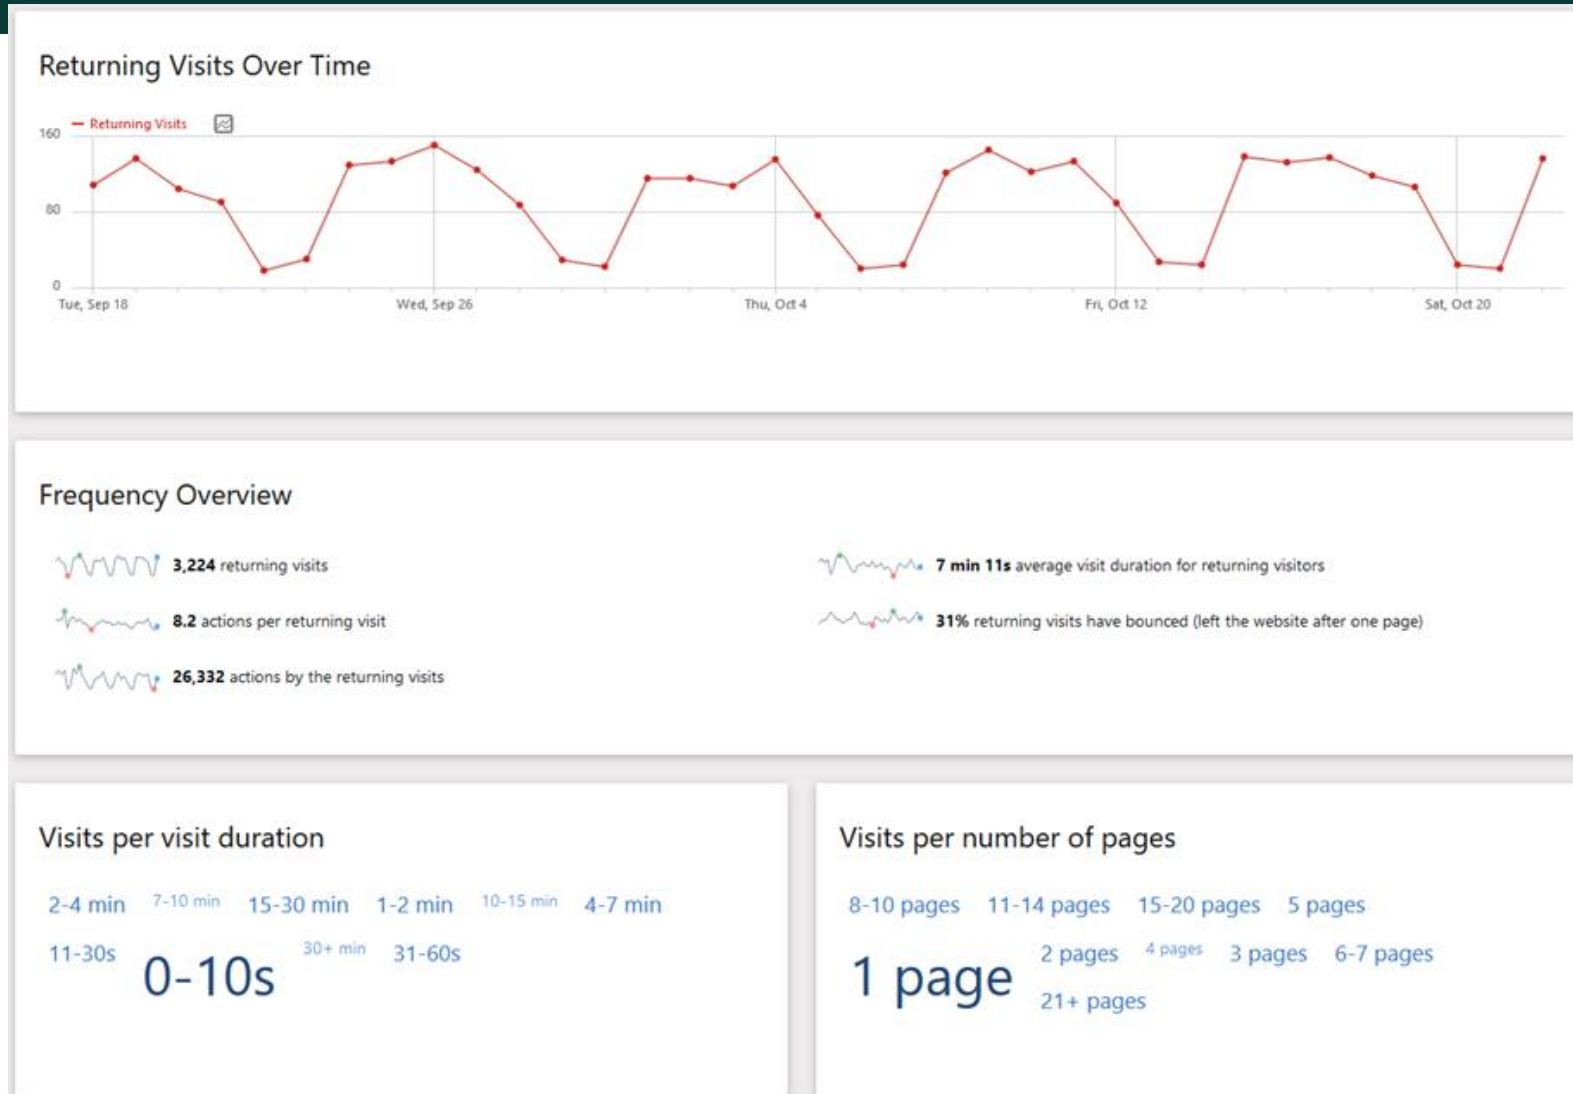 Returning Visits Over Time
Returning Visits
160
80
0
Tue, Sep 18 Wed, Sep 26 Thu, Oct 4 Fri, Oct 12 Sat, Oct 20
Frequency Overview
3,224 returning visits
8.2 actions per returning visit
26,332 actions by the returning visits
7 min 11s average visit duration for returning visitors
31% returning visits have bounced (left the website after one page)
Visits per visit duration
2-4 min 7-10 min 15-30 min 1-2 min 10-15 min 4-7 min
11-30s 0-10s 30+ min 31-60s
Visits per number of pages
8-10 pages 11-14 pages 15-20 pages 5 pages
1 page 2 pages 4 pages 3 pages 6-7 pages
21+ pages